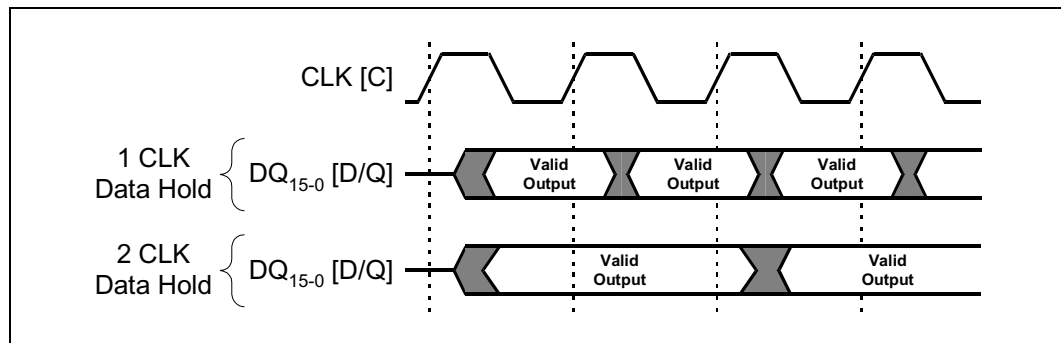 CLK [C]
1 CLK
Data Hold
DQ15-0 [D/Q]
Valid
Output
Valid
Output
Valid
Output
2 CLK
Data Hold
DQ15-0 [D/Q]
Valid
Output
Valid
Output